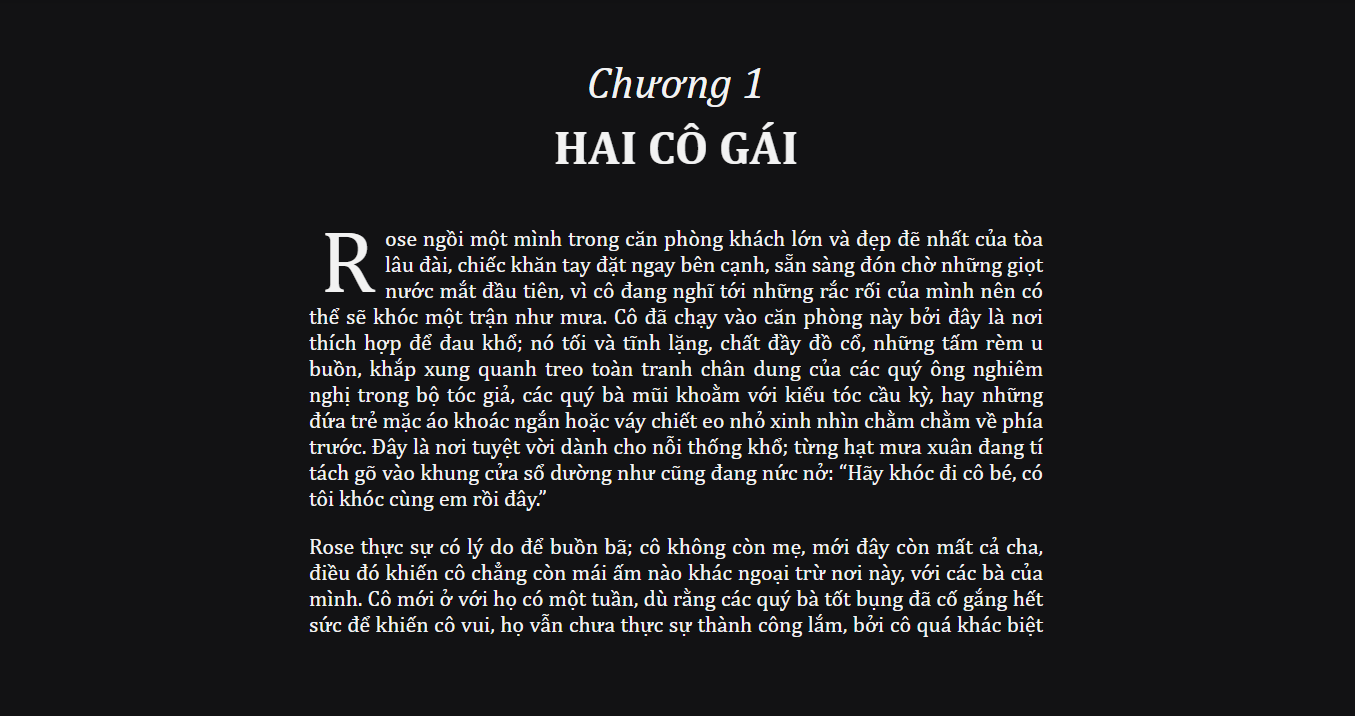 Chương 1
HAI CÔ GÁI
Rose ngồi một mình trong căn phòng khách lớn và đẹp đẽ nhất của tòa
lâu đài, chiếc khăn tay đặt ngay bên cạnh, sẵn sàng đón chờ những giọt
nước mắt đầu tiên, vì cô đang nghĩ tới những rắc rối của mình nên có
thể sẽ khóc một trận như mưa. Cô đã chạy vào căn phòng này bởi đây là nơi
thích hợp để đau khổ; nó tối và tĩnh lặng, chất đầy đồ cổ, những tấm rèm u
buồn, khắp xung quanh treo toàn tranh chân dung của các quý ông nghiêm
nghị trong bộ tóc giả, các quý bà mũi khoằm với kiểu tóc cầu kỳ, hay những
đứa trẻ mặc áo khoác ngắn hoặc váy chiết eo nhỏ xinh nhìn chằm chằm về phía
trước. Đây là nơi tuyệt vời dành cho nỗi thống khổ; từng hạt mưa xuân đang tí
tách gõ vào khung cửa sổ dường như cũng đang nức nở: “Hãy khóc đi cô bé, có
tôi khóc cùng em rồi đây.”
Rose thực sự có lý do để buồn bã; cô không còn mẹ, mới đây còn mất cả cha,
điều đó khiến cô chẳng còn mái ấm nào khác ngoại trừ nơi này, với các bà của
mình. Cô mới ở với họ có một tuần, dù rằng các quý bà tốt bụng đã cố gắng hết
sức để khiến cô vui, họ vẫn chưa thực sự thành công lắm, bởi cô quá khác biệt